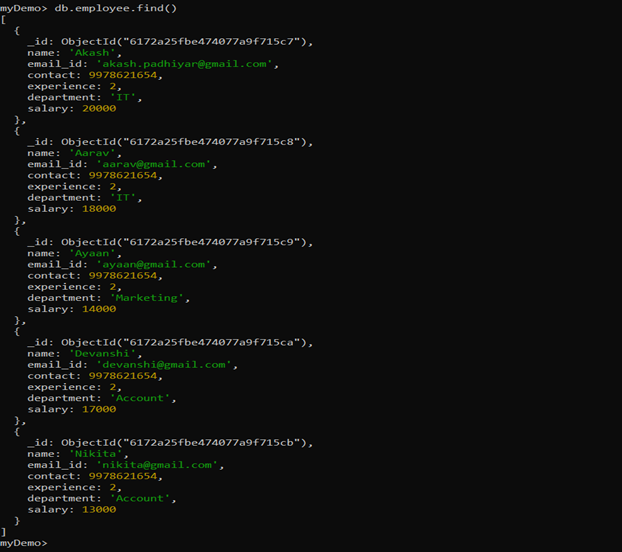 myDemo> db.employee.find()
[
  {
    _id: ObjectId("6172a25fbe474077a9f715c7"),
    name: 'Akash',
    email_id: 'akash.padhiyar@gmail.com',
    contact: 9978621654,
    experience: 2,
    department: 'IT',
    salary: 20000
  },
  {
    _id: ObjectId("6172a25fbe474077a9f715c8"),
    name: 'Aarav',
    email_id: 'aarav@gmail.com',
    contact: 9978621654,
    experience: 2,
    department: 'IT',
    salary: 18000
  },
  {
    _id: ObjectId("6172a25fbe474077a9f715c9"),
    name: 'Ayaan',
    email_id: 'ayaan@gmail.com',
    contact: 9978621654,
    experience: 2,
    department: 'Marketing',
    salary: 14000
  },
  {
    _id: ObjectId("6172a25fbe474077a9f715ca"),
    name: 'Devanshi',
    email_id: 'devanshi@gmail.com',
    contact: 9978621654,
    experience: 2,
    department: 'Account',
    salary: 17000
  },
  {
    _id: ObjectId("6172a25fbe474077a9f715cb"),
    name: 'Nikita',
    email_id: 'nikita@gmail.com',
    contact: 9978621654,
    experience: 2,
    department: 'Account',
    salary: 13000
  }
]
myDemo>